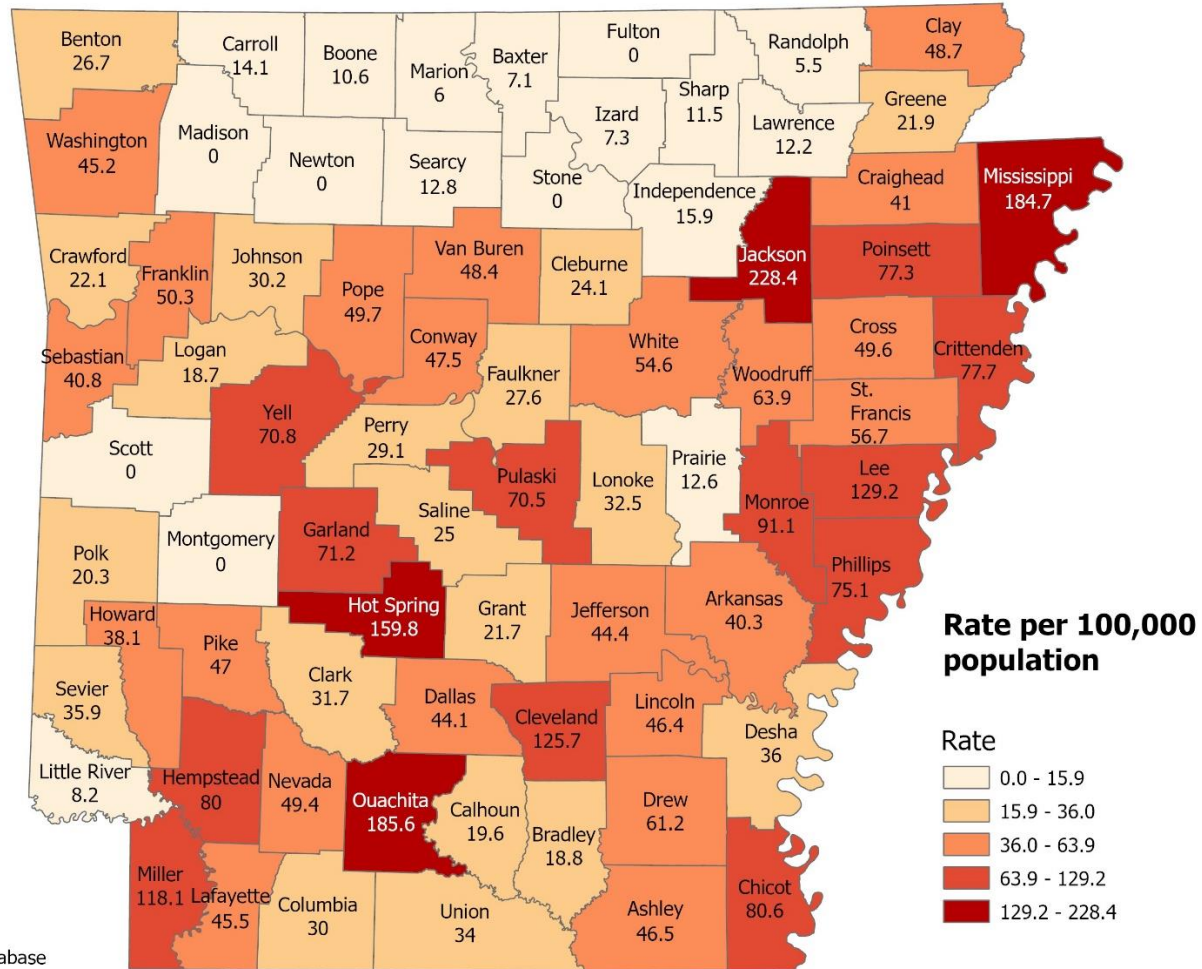 Benton
26.7
Carroll
14.1
Boone
10.6
Marion
6
Baxter
7.1
Fulton
0
Randolph
5.5
Clay
48.7
Washington
45.2
Madison
0
Newton
0
Searcy
12.8
Stone
0
Izard
7.3
Sharp
11.5
Lawrence
12.2
Greene
21.9
Independence
15.9
Craighead
41
Mississippi
184.7
Crawford
22.1
Franklin
50.3
Johnson
30.2
Pope
49.7
Van Buren
48.4
Cleburne
24.1
Jackson
228.4
Poinsett
77.3
Sebastian
40.8
Logan
18.7
Conway
47.5
Faulkner
27.6
White
54.6
Woodruff
63.9
Cross
49.6
Crittenden
77.7
St.
Francis
56.7
Scott
0
Yell
70.8
Perry
29.1
Pulaski
70.5
Lonoke
32.5
Prairie
12.6
Monroe
91.1
Lee
129.2
Polk
20.3
Montgomery
0
Garland
71.2
Saline
25
Phillips
75.1
Howard
38.1
Pike
47
Hot Spring
159.8
Grant
21.7
Jefferson
44.4
Arkansas
40.3
Sevier
35.9
Clark
31.7
Dallas
44.1
Cleveland
125.7
Lincoln
46.4
Desha
36
Little River
8.2
Hempstead
80
Nevada
49.4
Ouachita
185.6
Calhoun
19.6
Bradley
18.8
Drew
61.2
Miller
118.1
Lafayette
45.5
Columbia
30
Union
34
Ashley
46.5
Chicot
80.6
Rate per 100,000
population
Rate
0.0 - 15.9
15.9 - 36.0
36.0 - 63.9
63.9 - 129.2
129.2 - 228.4
abase